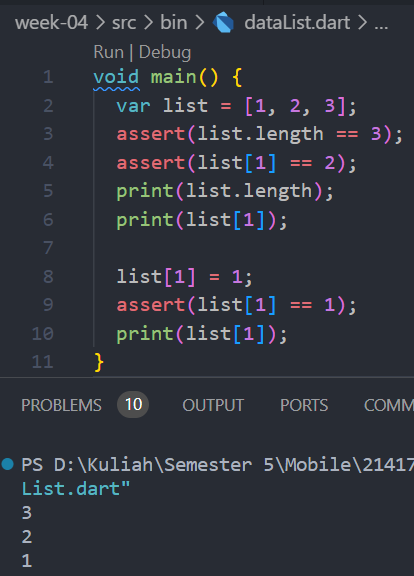 week-04 > src > bin > dataList.dart > ...
Run | Debug
1 void main() {
2   var list = [1, 2, 3];
3   assert(list.length == 3);
4   assert(list[1] == 2);
5   print(list.length);
6   print(list[1]);
7
8   list[1] = 1;
9   assert(list[1] == 1);
10   print(list[1]);
11 }
PROBLEMS 10 OUTPUT PORTS COMM
PS D:\Kuliah\Semester 5\Mobile\21417
List.dart"
3
2
1